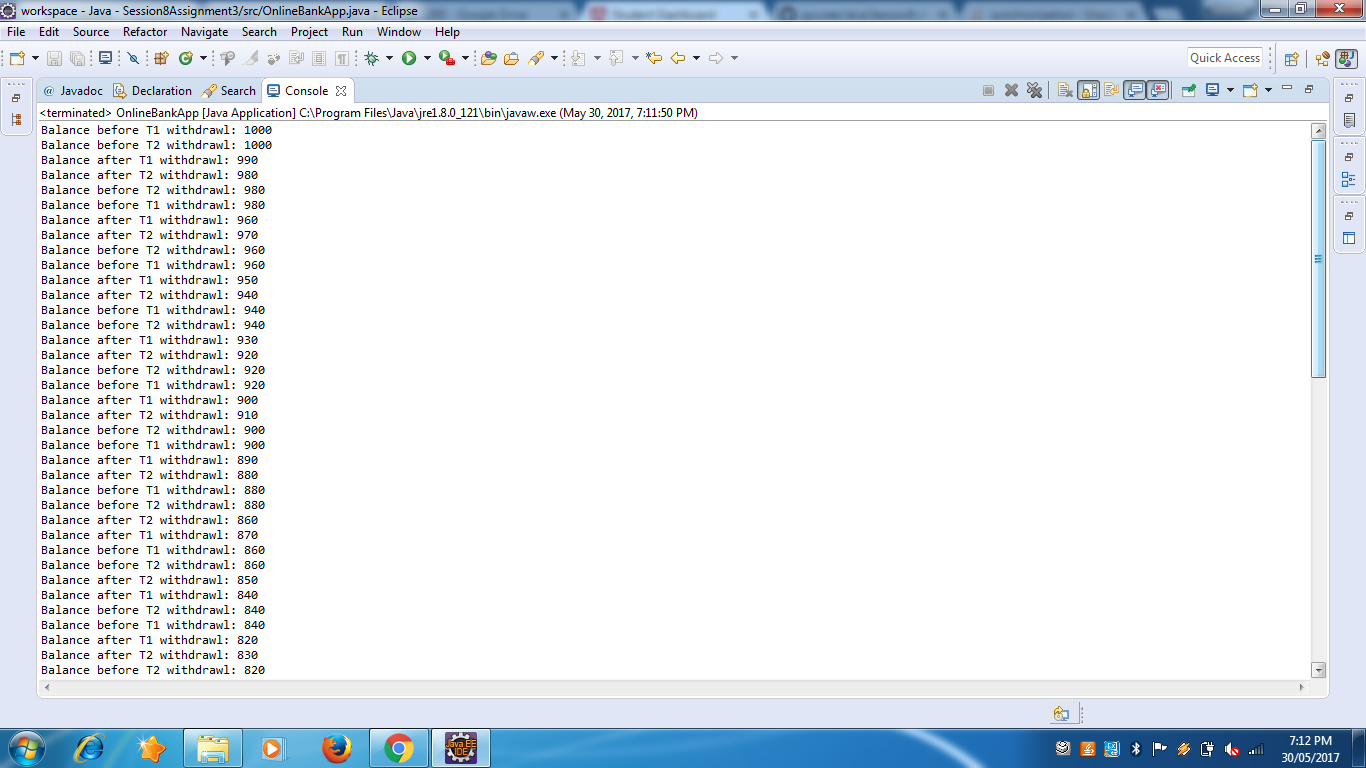 workspace - Java - Session8Assignment3/src/OnlineBankApp.java - Eclipse
File Edit Source Refactor Navigate Search Project Run Window Help
Quick Access
@ Javadoc Declaration Search Console
<terminated> OnlineBankApp [Java Application] C:\Program Files\Java\jre1.8.0_121\bin\javaw.exe (May 30, 2017, 7:11:50 PM)
Balance before T1 withdrawl: 1000
Balance before T2 withdrawl: 1000
Balance after T1 withdrawl: 990
Balance after T2 withdrawl: 980
Balance before T2 withdrawl: 980
Balance before T1 withdrawl: 980
Balance after T1 withdrawl: 960
Balance after T2 withdrawl: 970
Balance before T2 withdrawl: 960
Balance before T1 withdrawl: 960
Balance after T1 withdrawl: 950
Balance after T2 withdrawl: 940
Balance before T1 withdrawl: 940
Balance before T2 withdrawl: 940
Balance after T1 withdrawl: 930
Balance after T2 withdrawl: 920
Balance before T2 withdrawl: 920
Balance before T1 withdrawl: 920
Balance after T1 withdrawl: 900
Balance after T2 withdrawl: 910
Balance before T2 withdrawl: 900
Balance before T1 withdrawl: 900
Balance after T1 withdrawl: 890
Balance after T2 withdrawl: 880
Balance before T1 withdrawl: 880
Balance before T2 withdrawl: 880
Balance after T2 withdrawl: 860
Balance after T1 withdrawl: 870
Balance before T1 withdrawl: 860
Balance before T2 withdrawl: 860
Balance after T2 withdrawl: 850
Balance after T1 withdrawl: 840
Balance before T2 withdrawl: 840
Balance before T1 withdrawl: 840
Balance after T1 withdrawl: 820
Balance after T2 withdrawl: 830
Balance before T2 withdrawl: 820
Java EE
IDE
7:12 PM
30/05/2017